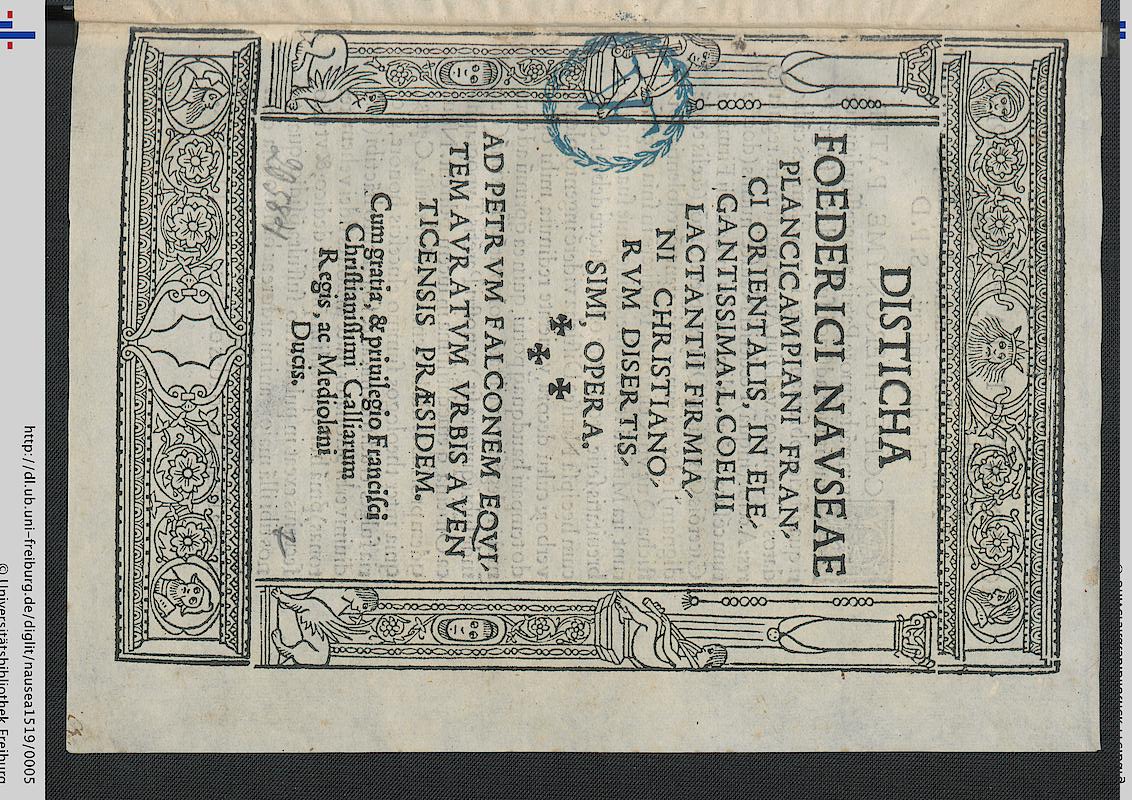 DISTICHA
FOEDERICI NAVSEAE
PLANCICAMPIANI FRAN-
CI ORIENTALIS, IN ELE-
GANTISSIMA.L.COELII
LACTANTII FIRMIA-
NI CHRISTIANO-
RVM DISERTIS-
SIMI, OPERA.
AD PETRVM FALCONEM EQVI-
TEM AVRATVM VRBIS AVEN
TICENSIS PRÆSIDEM.
Cum gratia, & priuilegio Francisci
Christianissimi Galliarum
Regis, ac Mediolani
Ducis.
http://dl.ub.uni-freiburg.de/diglit/nausea1519/0005
© Universitätsbibliothek Freiburg